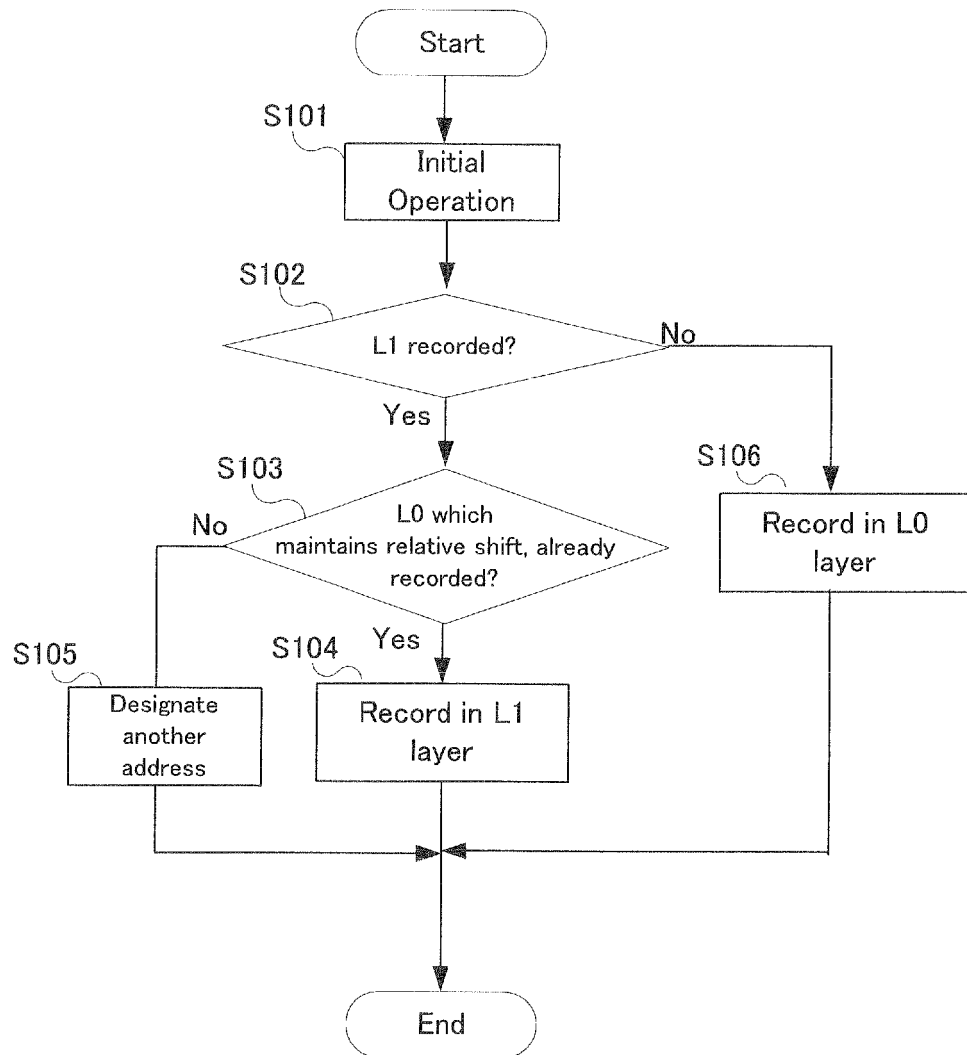 Start
S101
Initial
Operation
S102
L1 recorded?
No
Yes
S103
L0 which
maintains relative shift, already
recorded?
No
S106
Record in L0
layer
Yes
S105
Designate
another
address
S104
Record in L1
layer
End